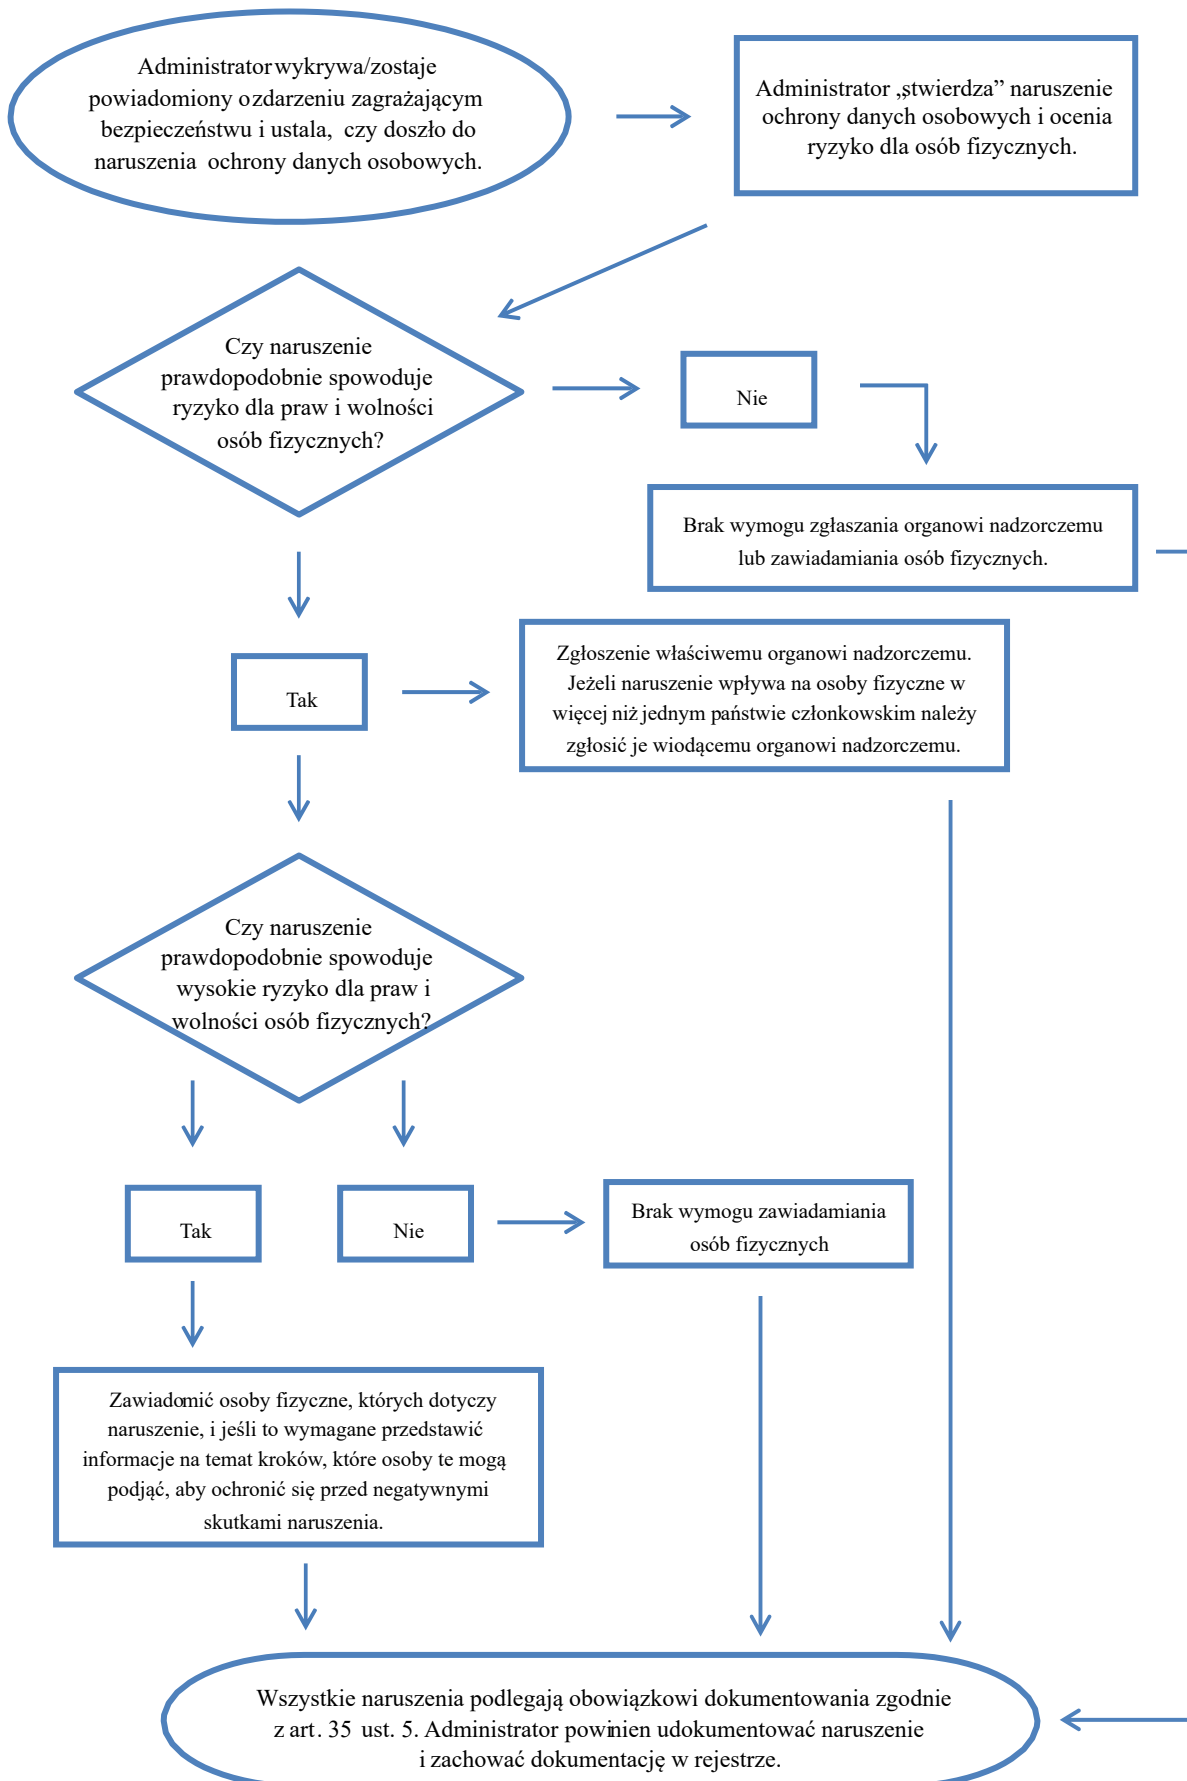 Administrator wykrywa/zostaje
powiadomiony o zdarzeniu zagrażającym
bezpieczeństwu i ustala, czy doszło do
naruszenia ochrony danych osobowych.
Administrator „stwierdza” naruszenie
ochrony danych osobowych i ocenia
ryzyko dla osób fizycznych.
Czy naruszenie
prawdopodobnie spowoduje
ryzyko dla praw i wolności
osób fizycznych?
Nie
Brak wymogu zgłaszania organowi nadzorczemu
lub zawiadamiania osób fizycznych.
Tak
Zgłoszenie właściwemu organowi nadzorczemu.
Jeżeli naruszenie wpływa na osoby fizyczne w
więcej niż jednym państwie członkowskim należy
zgłosić je wiodącemu organowi nadzorczemu.
Czy naruszenie
prawdopodobnie spowoduje
wysokie ryzyko dla praw i
wolności osób fizycznych?
Tak
Nie
Brak wymogu zawiadamiania
osób fizycznych
Zawiadomić osoby fizyczne, których dotyczy
naruszenie, i jeśli to wymagane przedstawić
informacje na temat kroków, które osoby te mogą
podjąć, aby ochronić się przed negatywnymi
skutkami naruszenia.
Wszystkie naruszenia podlegają obowiązkowi dokumentowania zgodnie
z art. 35 ust. 5. Administrator powinien udokumentować naruszenie
i zachować dokumentację w rejestrze.